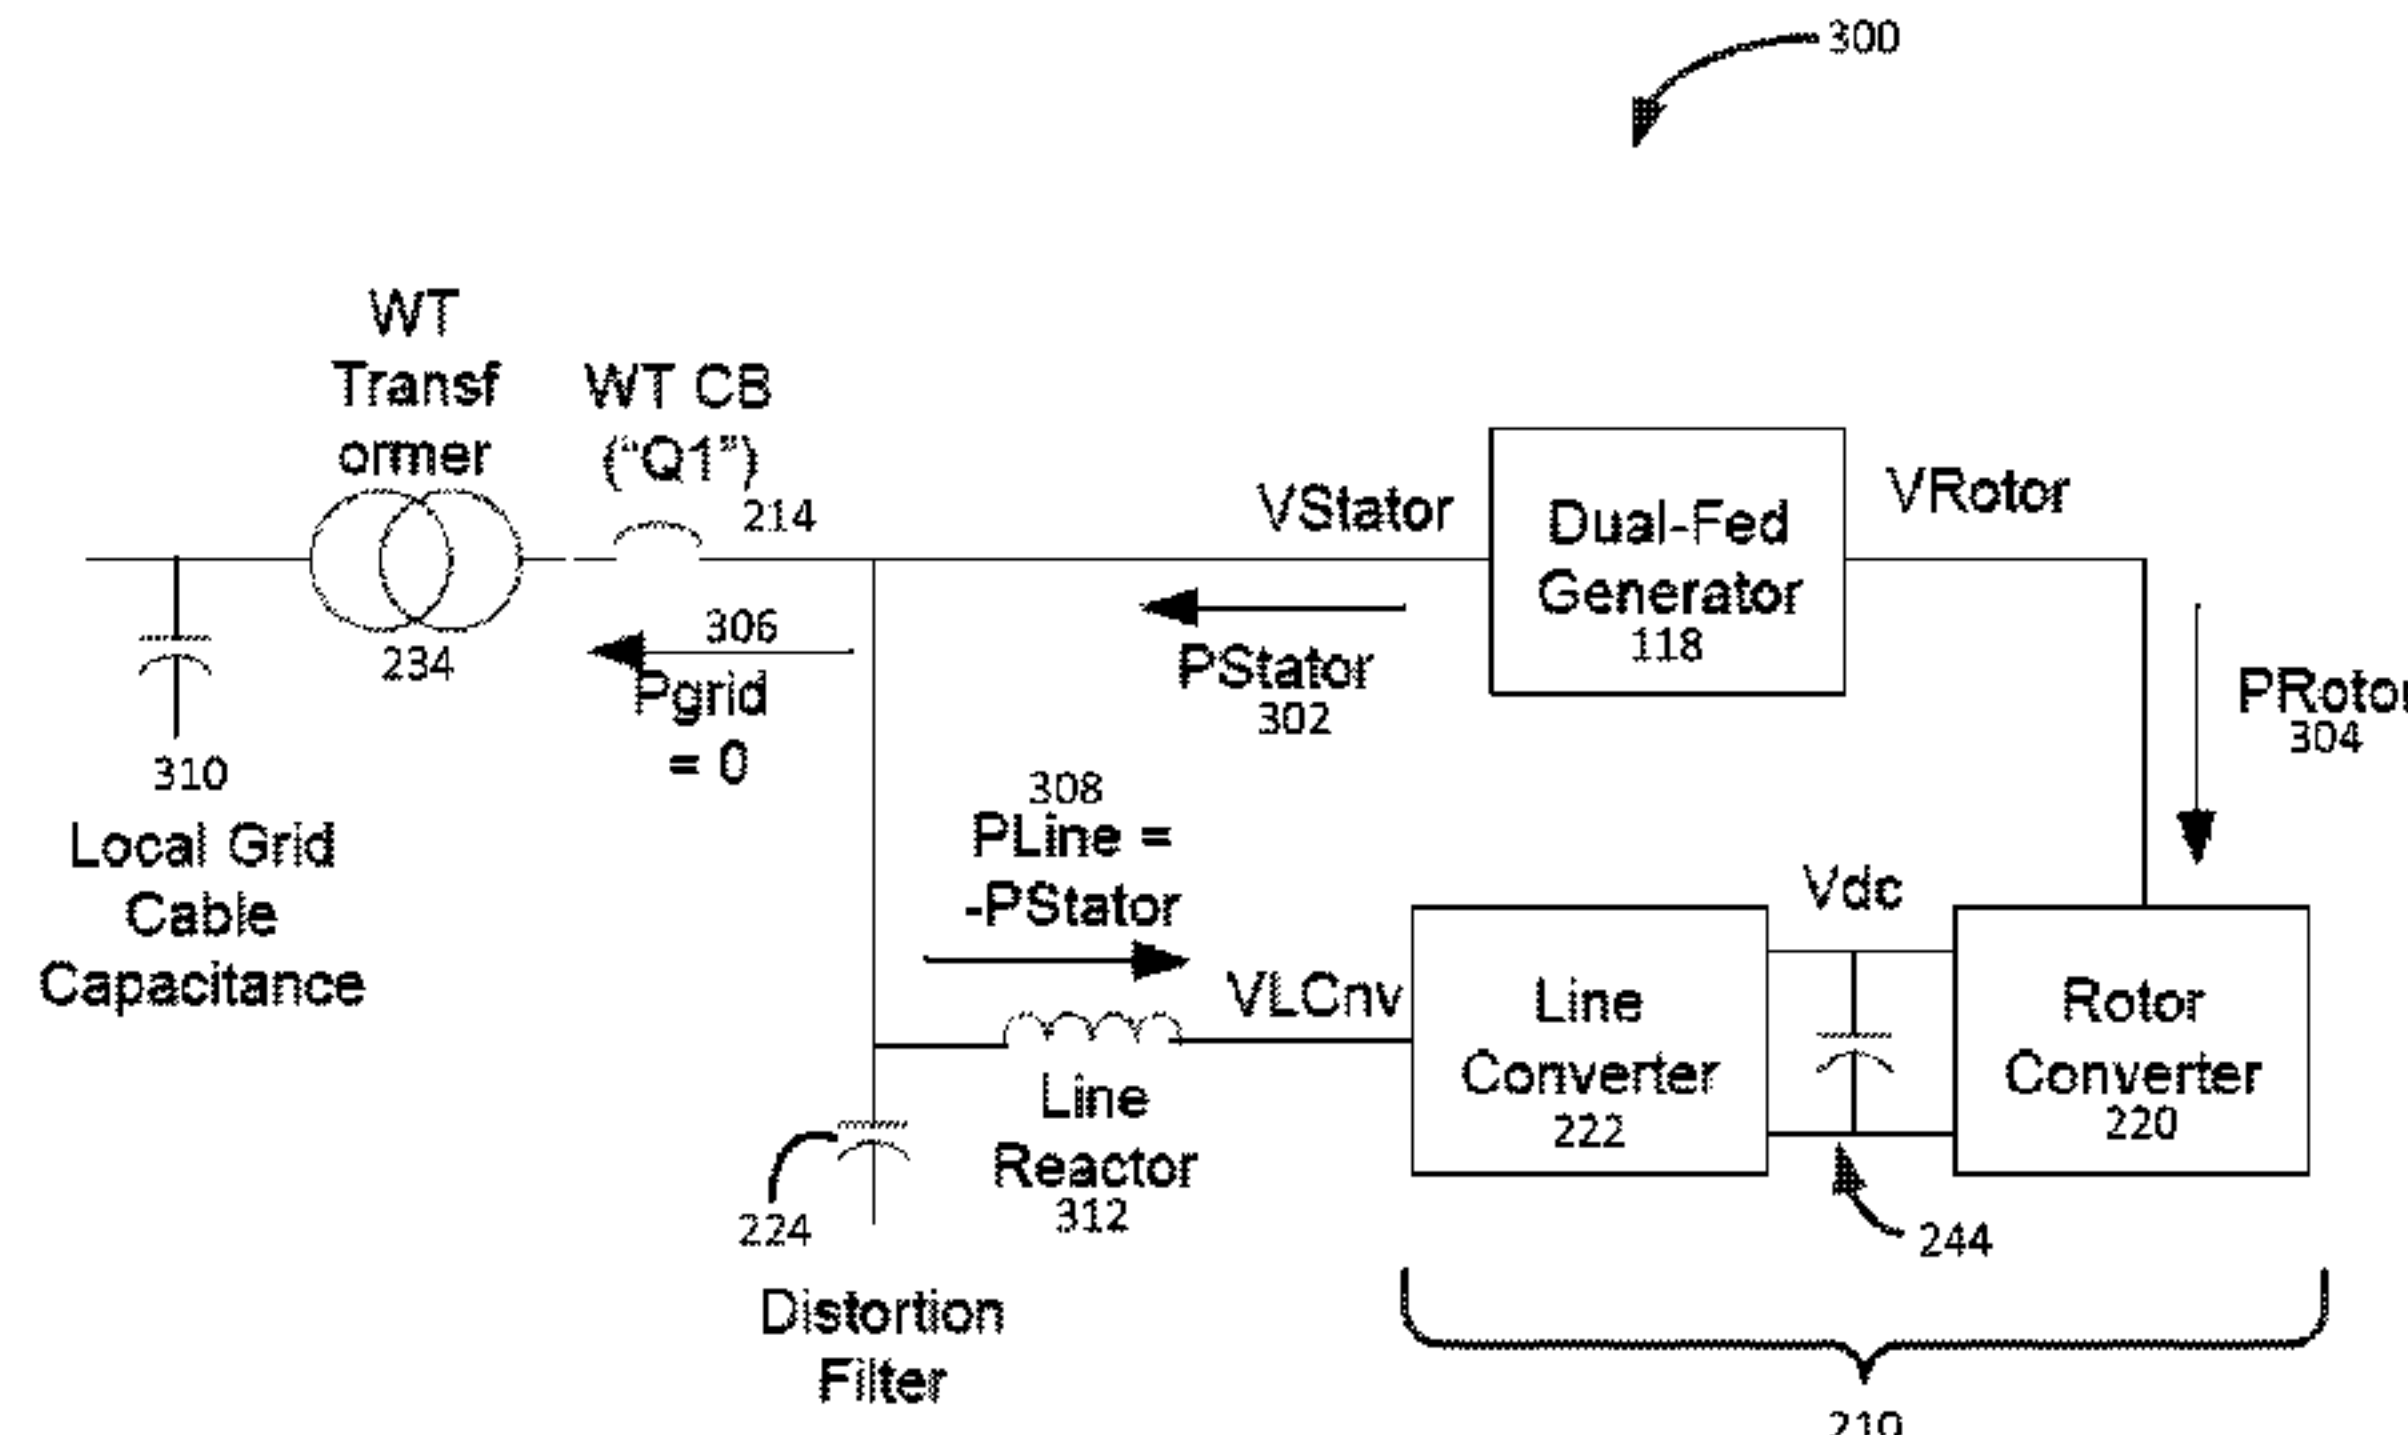 300
WT
Transf
ormer
234
WT CB
("Q1")
214
306
Pgrid
= 0
310
Local Grid
Cable
Capacitance
VStator
PStator
302
Dual-Fed
Generator
118
VRotor
PRotor
304
308
PLine =
-PStator
VLCnv
Line
Reactor
312
224
Distortion
Filter
Line
Converter
222
Vdc
244
Rotor
Converter
220
210